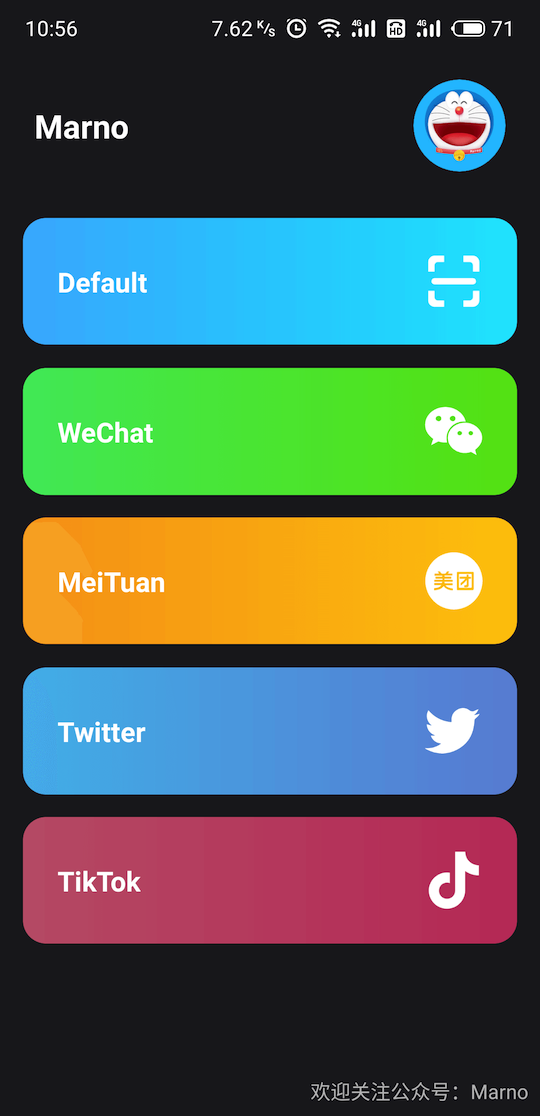 10:56 7.62 K/s 4G HD 4G 71
Marno
Default
WeChat
MeiTuan 美团
Twitter
TikTok
欢迎关注公众号：Marno